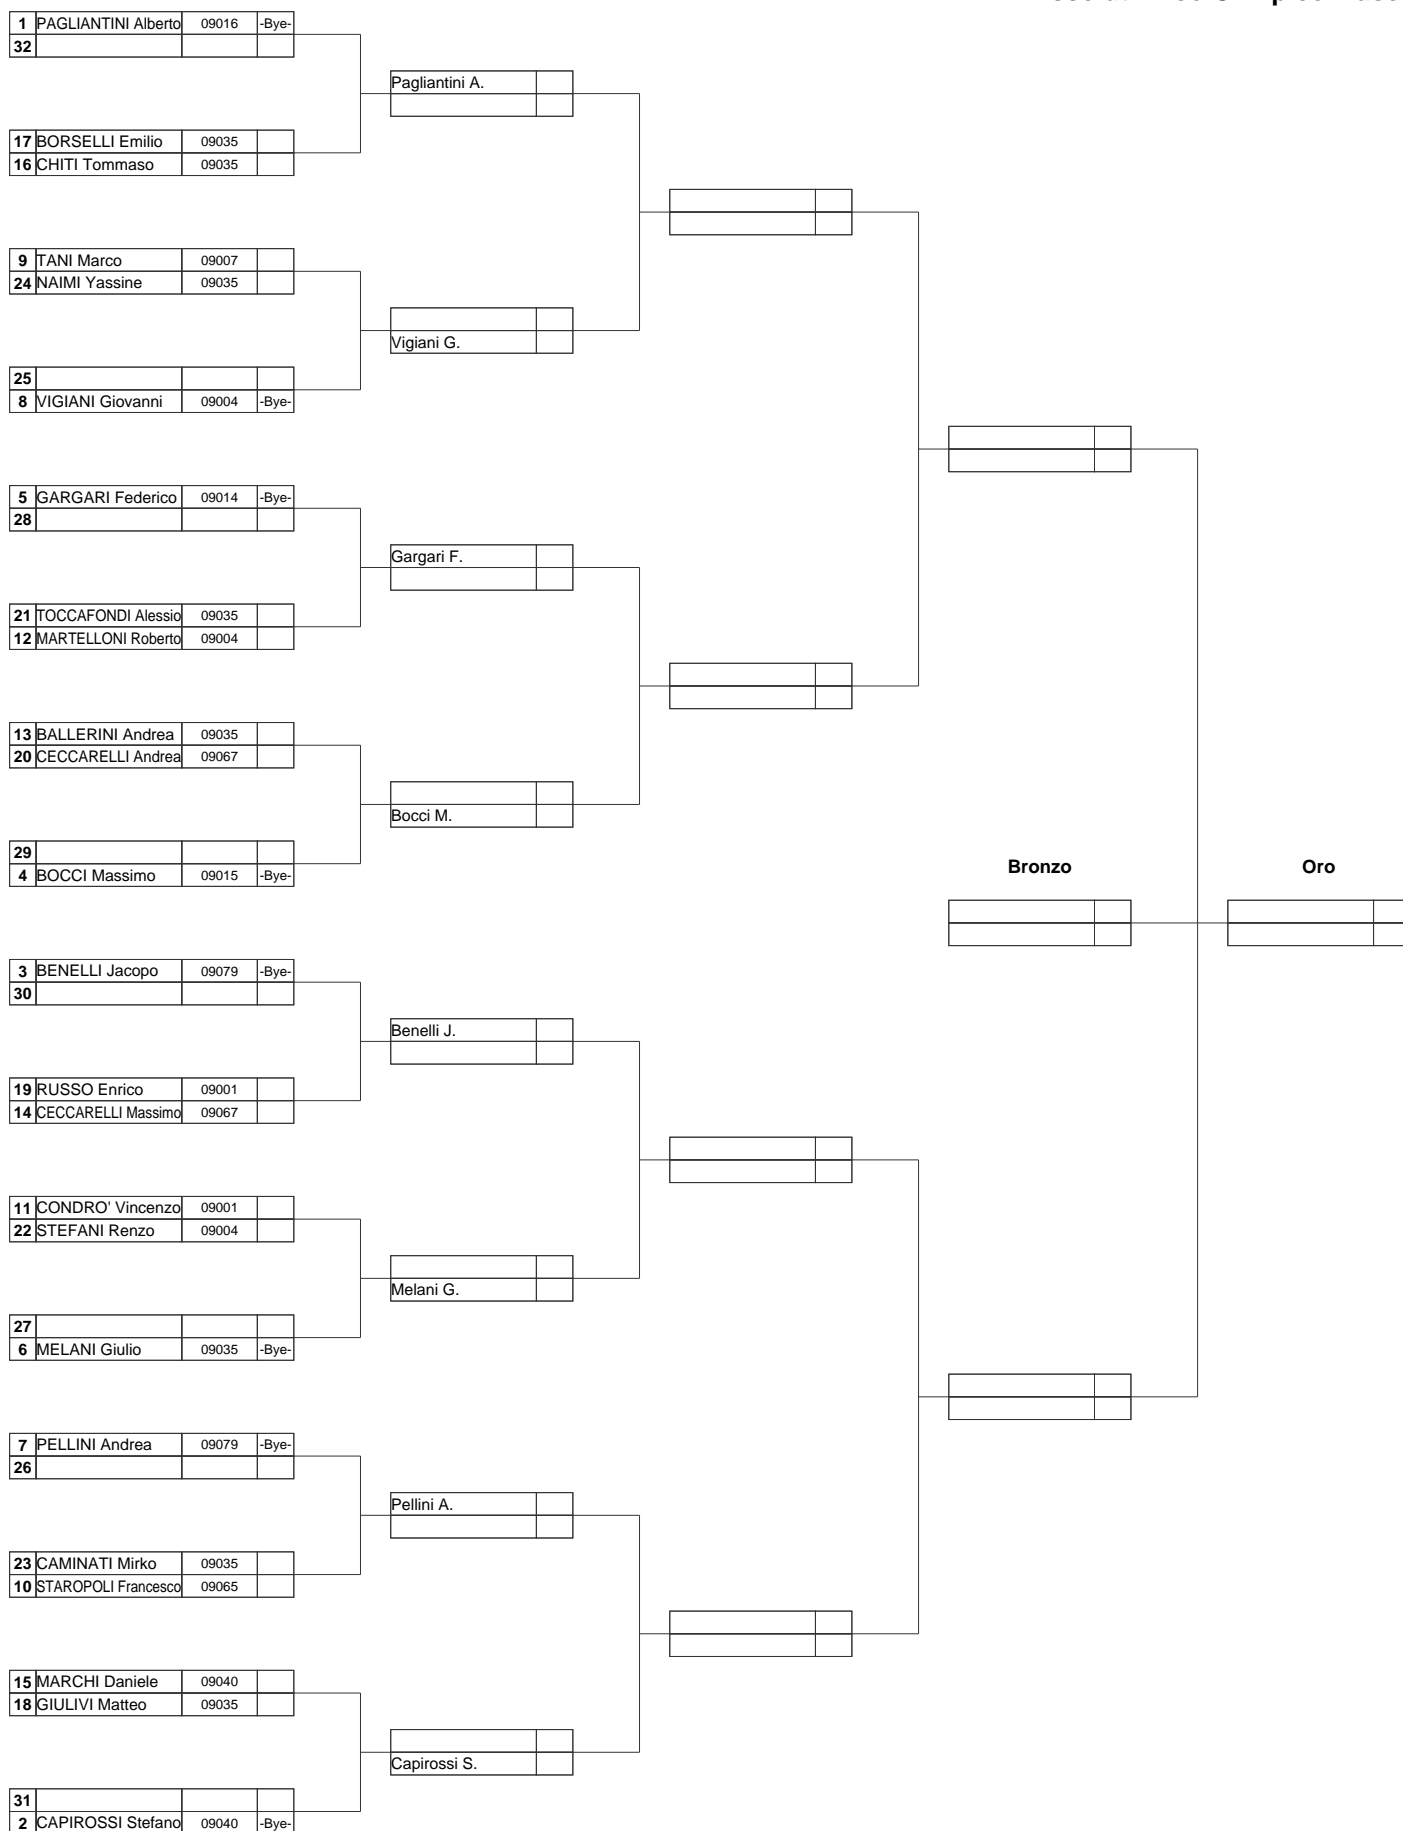 1 PAGLIANTINI Alberto 09016 -Bye-
32
Pagliantini A.
17 BORSELLI Emilio 09035
16 CHITI Tommaso 09035
9 TANI Marco 09007
24 NAIMI Yassine 09035
Vigiani G.
25
8 VIGIANI Giovanni 09004 -Bye-
5 GARGARI Federico 09014 -Bye-
28
Gargari F.
21 TOCCAFONDI Alessio 09035
12 MARTELLONI Roberto 09004
13 BALLERINI Andrea 09035
20 CECCARELLI Andrea 09067
Bocci M.
29
4 BOCCI Massimo 09015 -Bye-
Bronzo Oro
3 BENELLI Jacopo 09079 -Bye-
30
Benelli J.
19 RUSSO Enrico 09001
14 CECCARELLI Massimo 09067
11 CONDRO' Vincenzo 09001
22 STEFANI Renzo 09004
Melani G.
27
6 MELANI Giulio 09035 -Bye-
7 PELLINI Andrea 09079 -Bye-
26
Pellini A.
23 CAMINATI Mirko 09035
10 STAROPOLI Francesco 09065
15 MARCHI Daniele 09040
18 GIULIVI Matteo 09035
Capirossi S.
31
2 CAPIROSSI Stefano 09040 -Bye-